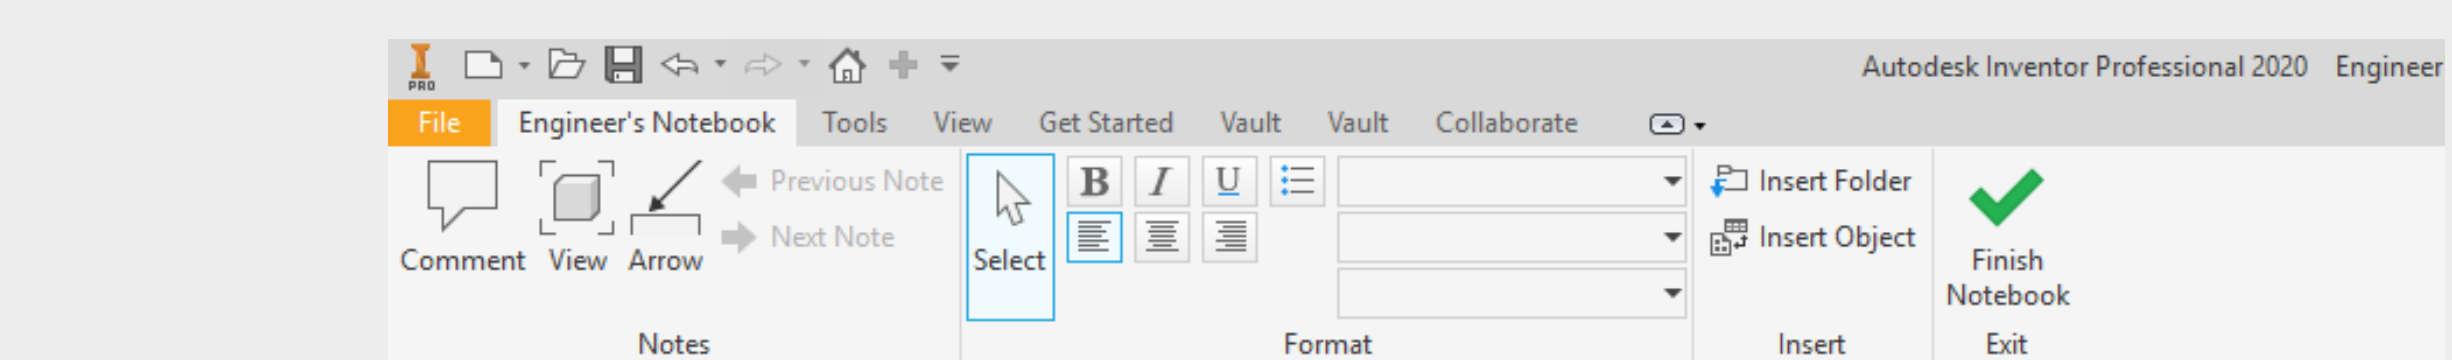 PRO
Autodesk Inventor Professional 2020 Engineer
File Engineer's Notebook Tools View Get Started Vault Vault Collaborate
Previous Note B I U Insert Folder
Next Note Insert Object
Comment View Arrow Select Finish
Notebook
Notes Format Insert Exit